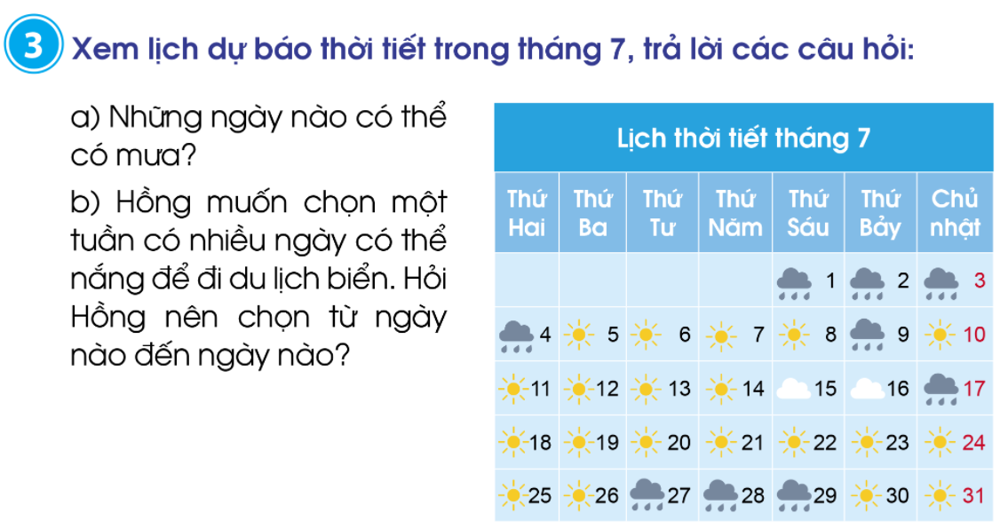 3 Xem lịch dự báo thời tiết trong tháng 7, trả lời các câu hỏi:
a) Những ngày nào có thể
có mưa?
b) Hồng muốn chọn một
tuần có nhiều ngày có thể
nắng để đi du lịch biển. Hỏi
Hồng nên chọn từ ngày
nào đến ngày nào?
Lịch thời tiết tháng 7
Thứ Hai Thứ Ba Thứ Tư Thứ Năm Thứ Sáu Thứ Bảy Chủ nhật
1 2 3
4 5 6 7 8 9 10
11 12 13 14 15 16 17
18 19 20 21 22 23 24
25 26 27 28 29 30 31